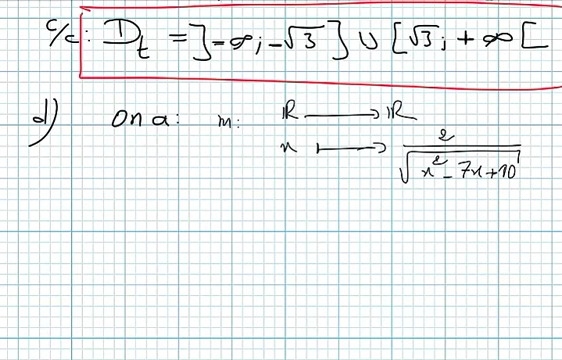 c/c: D_t = ]-∞; -√3] ∪ [√3; +∞[
d) on a: m: ℝ ⟶ ℝ
x ⟼ 2/√(x² - 7x + 10)